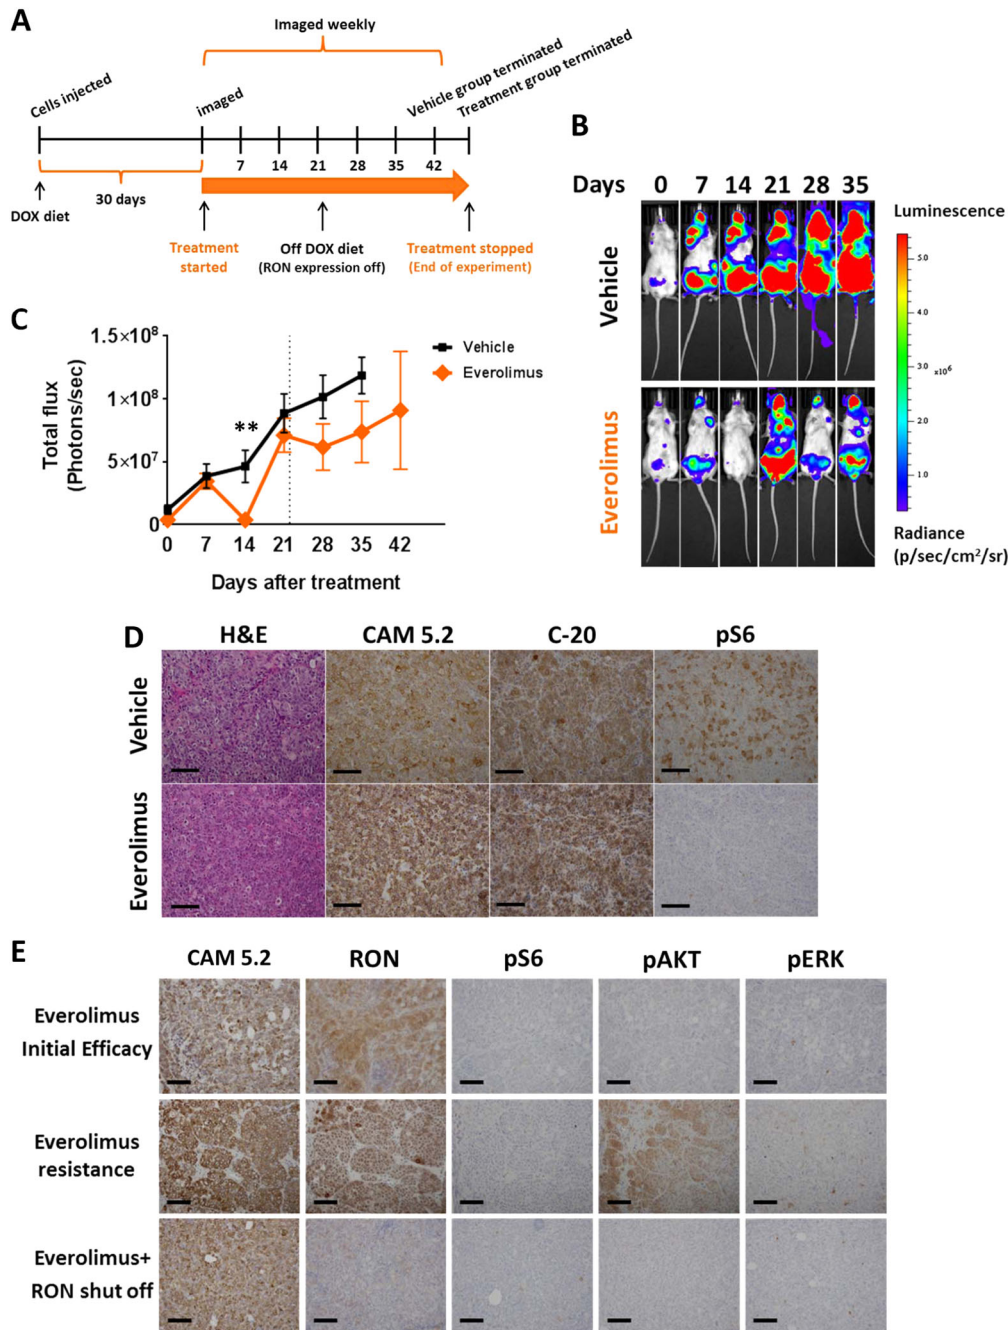 A
Imaged weekly
Cells injected
imaged
Vehicle group terminated
Treatment group terminated
7 14 21 28 35 42
30 days
DOX diet
Treatment
started
Off DOX diet
(RON expression off)
Treatment stopped
(End of experiment)
B
Days 0 7 14 21 28 35
Luminescence
Vehicle
Everolimus
5.0
4.0
3.0
x10⁶
2.0
1.0
Radiance
(p/sec/cm²/sr)
C
1.5×10⁸
1×10⁸
5×10⁷
0
Total flux
(Photons/sec)
**
Vehicle
Everolimus
0 7 14 21 28 35 42
Days after treatment
D
H&E CAM 5.2 C-20 pS6
Vehicle
Everolimus
E
CAM 5.2 RON pS6 pAKT pERK
Everolimus
Initial Efficacy
Everolimus
resistance
Everolimus+
RON shut off